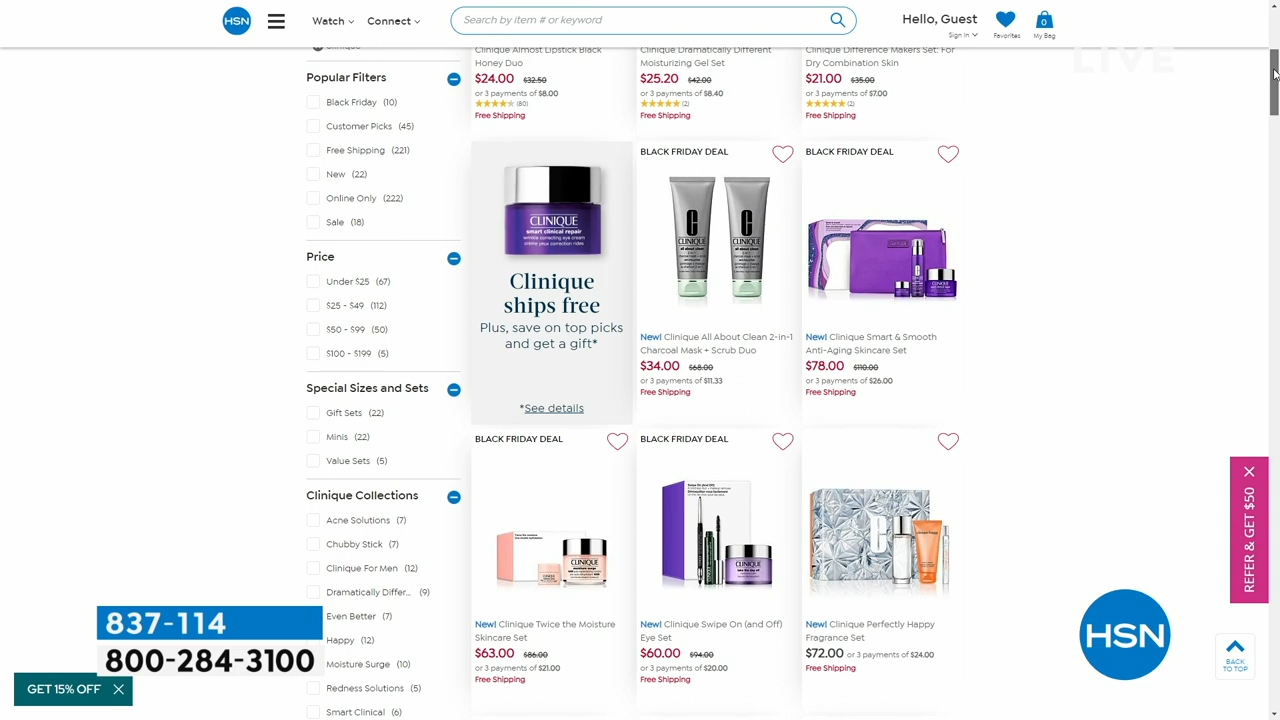 HSN
Watch
Connect
Search by item # or keyword
Hello, Guest
Sign In
Favorites
0
My Bag
LIVE
Popular Filters
Black Friday (10)
Customer Picks (45)
Free Shipping (221)
New (22)
Online Only (222)
Sale (18)
Price
Under $25 (67)
$25 - $49 (112)
$50 - $99 (50)
$100 - $199 (5)
Special Sizes and Sets
Gift Sets (22)
Minis (22)
Value Sets (5)
Clinique Collections
Acne Solutions (7)
Chubby Stick (7)
Clinique For Men (12)
Dramatically Differ... (9)
Even Better (7)
Happy (12)
Moisture Surge (10)
Redness Solutions (5)
Smart Clinical (6)
Clinique Almost Lipstick Black
Honey Duo
$24.00 $32.50
or 3 payments of $8.00
(80)
Free Shipping
Clinique Dramatically Different
Moisturizing Gel Set
$25.20 $42.00
or 3 payments of $8.40
(2)
Free Shipping
Clinique Difference Makers Set: For
Dry Combination Skin
$21.00 $35.00
or 3 payments of $7.00
(2)
Free Shipping
CLINIQUE
smart clinical repair
wrinkle correcting eye cream
Clinique
ships free
Plus, save on top picks
and get a gift*
*See details
BLACK FRIDAY DEAL
CLINIQUE
CLINIQUE
New! Clinique All About Clean 2-in-1
Charcoal Mask + Scrub Duo
$34.00 $68.00
or 3 payments of $11.33
Free Shipping
BLACK FRIDAY DEAL
New! Clinique Smart & Smooth
Anti-Aging Skincare Set
$78.00 $110.00
or 3 payments of $26.00
Free Shipping
BLACK FRIDAY DEAL
CLINIQUE
New! Clinique Twice the Moisture
Skincare Set
$63.00 $86.00
or 3 payments of $21.00
Free Shipping
BLACK FRIDAY DEAL
CLINIQUE
New! Clinique Swipe On (and Off)
Eye Set
$60.00 $94.00
or 3 payments of $20.00
Free Shipping
New! Clinique Perfectly Happy
Fragrance Set
$72.00 or 3 payments of $24.00
Free Shipping
REFER & GET $50
HSN
BACK
TO TOP
837-114
800-284-3100
GET 15% OFF